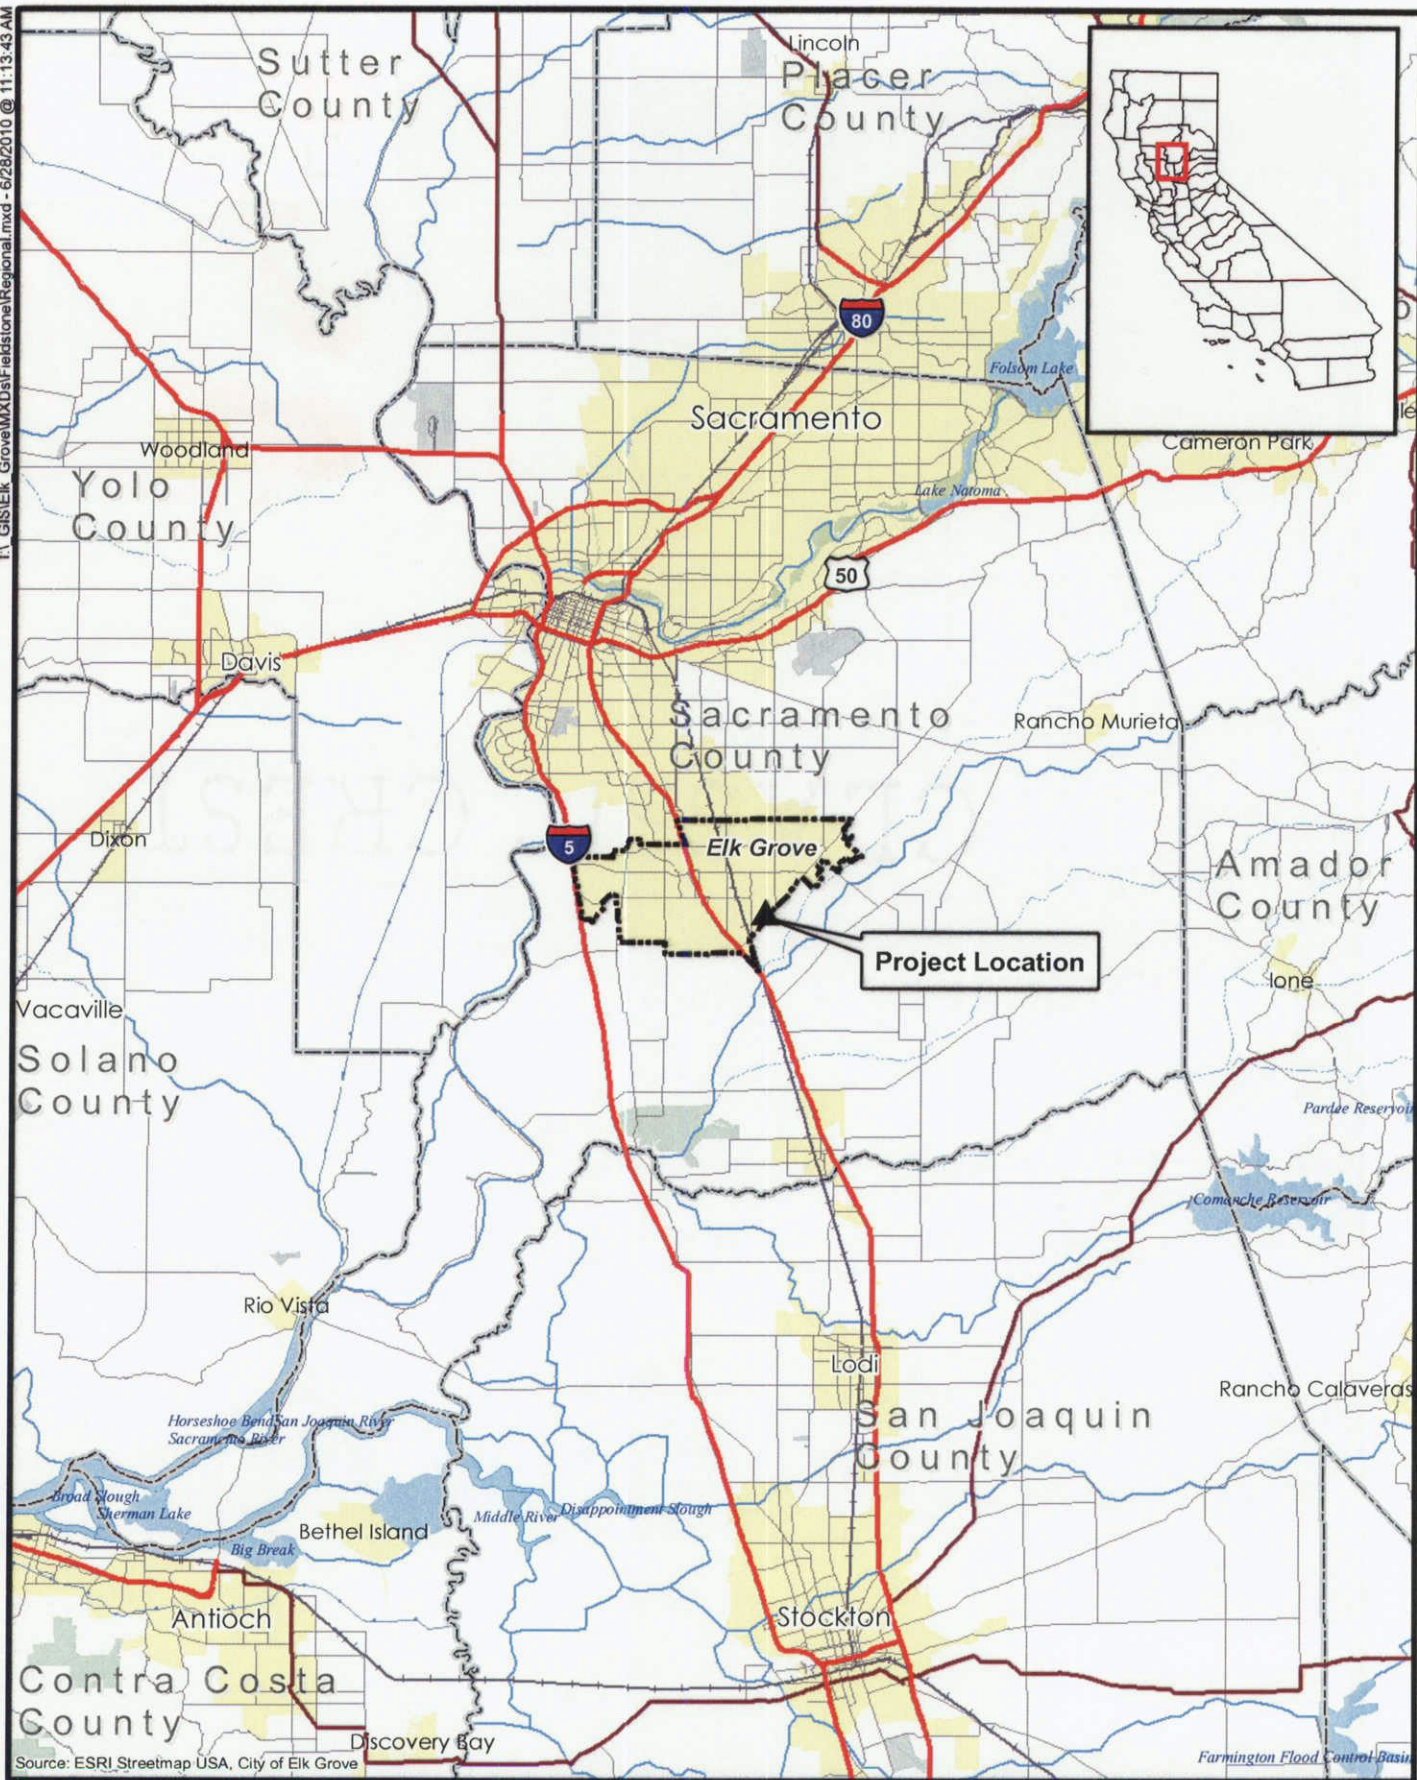 T:\_GIS\Elk_Grove\MXDs\Fieldstone\Regional.mxd - 6/28/2010 @ 11:13:43 AM
Sutter
County
Lincoln
Placer
County
80
Folsom Lake
Sacramento
Cameron Park
Woodland
Yolo
County
Lake Natoma
50
Davis
Sacramento
County
Rancho Murieta
Dixon
5
Elk Grove
Amador
County
Project Location
Ione
Vacaville
Solano
County
Pardee Reservoir
Comanche Reservoir
Rio Vista
Lodi
Rancho Calaveras
San Joaquin
County
Horseshoe Bend
San Joaquin River
Sacramento River
Broad Slough
Sherman Lake
Middle River
Disappointment Slough
Bethel Island
Big Break
Antioch
Stockton
Contra Costa
County
Discovery Bay
Source: ESRI Streetmap USA, City of Elk Grove
Farmington Flood Control Basin